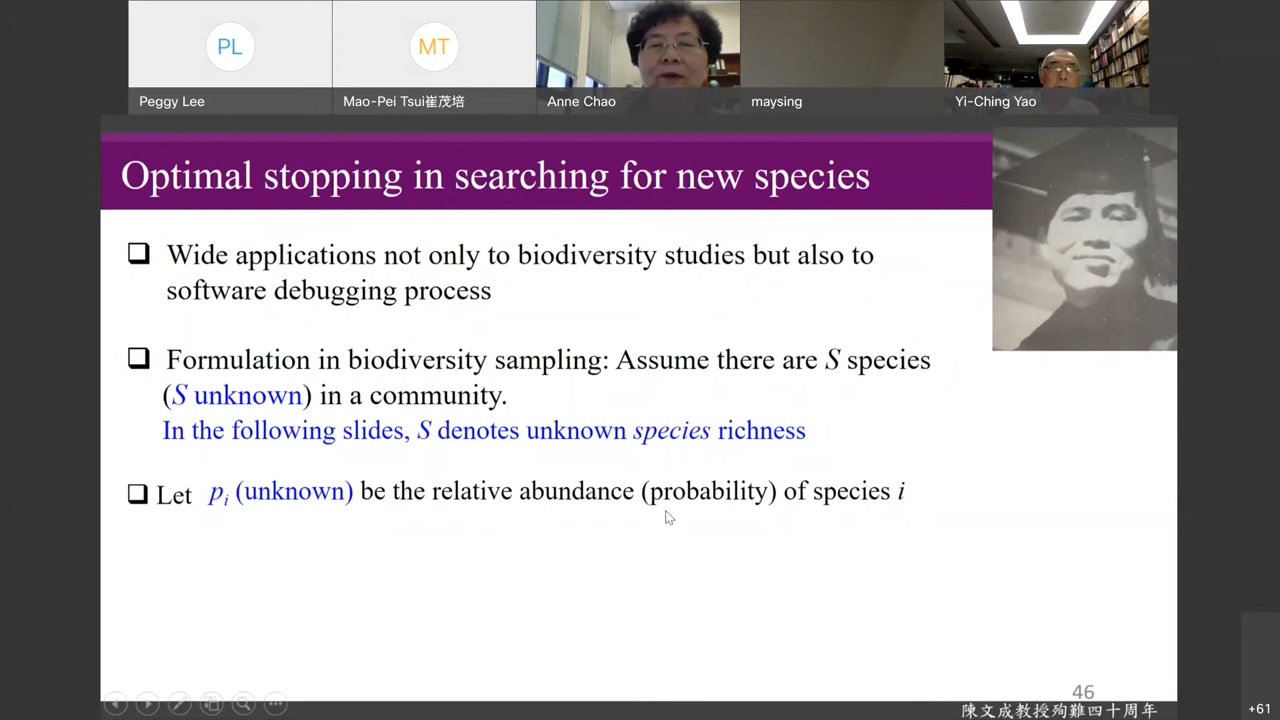 PL
MT
Peggy Lee
Mao-Pei Tsui崔茂培
Anne Chao
maysing
Yi-Ching Yao
Optimal stopping in searching for new species
Wide applications not only to biodiversity studies but also to
software debugging process
Formulation in biodiversity sampling: Assume there are S species
(S unknown) in a community.
In the following slides, S denotes unknown species richness
Let pi (unknown) be the relative abundance (probability) of species i
46
陳文成教授殉難四十周年
+61